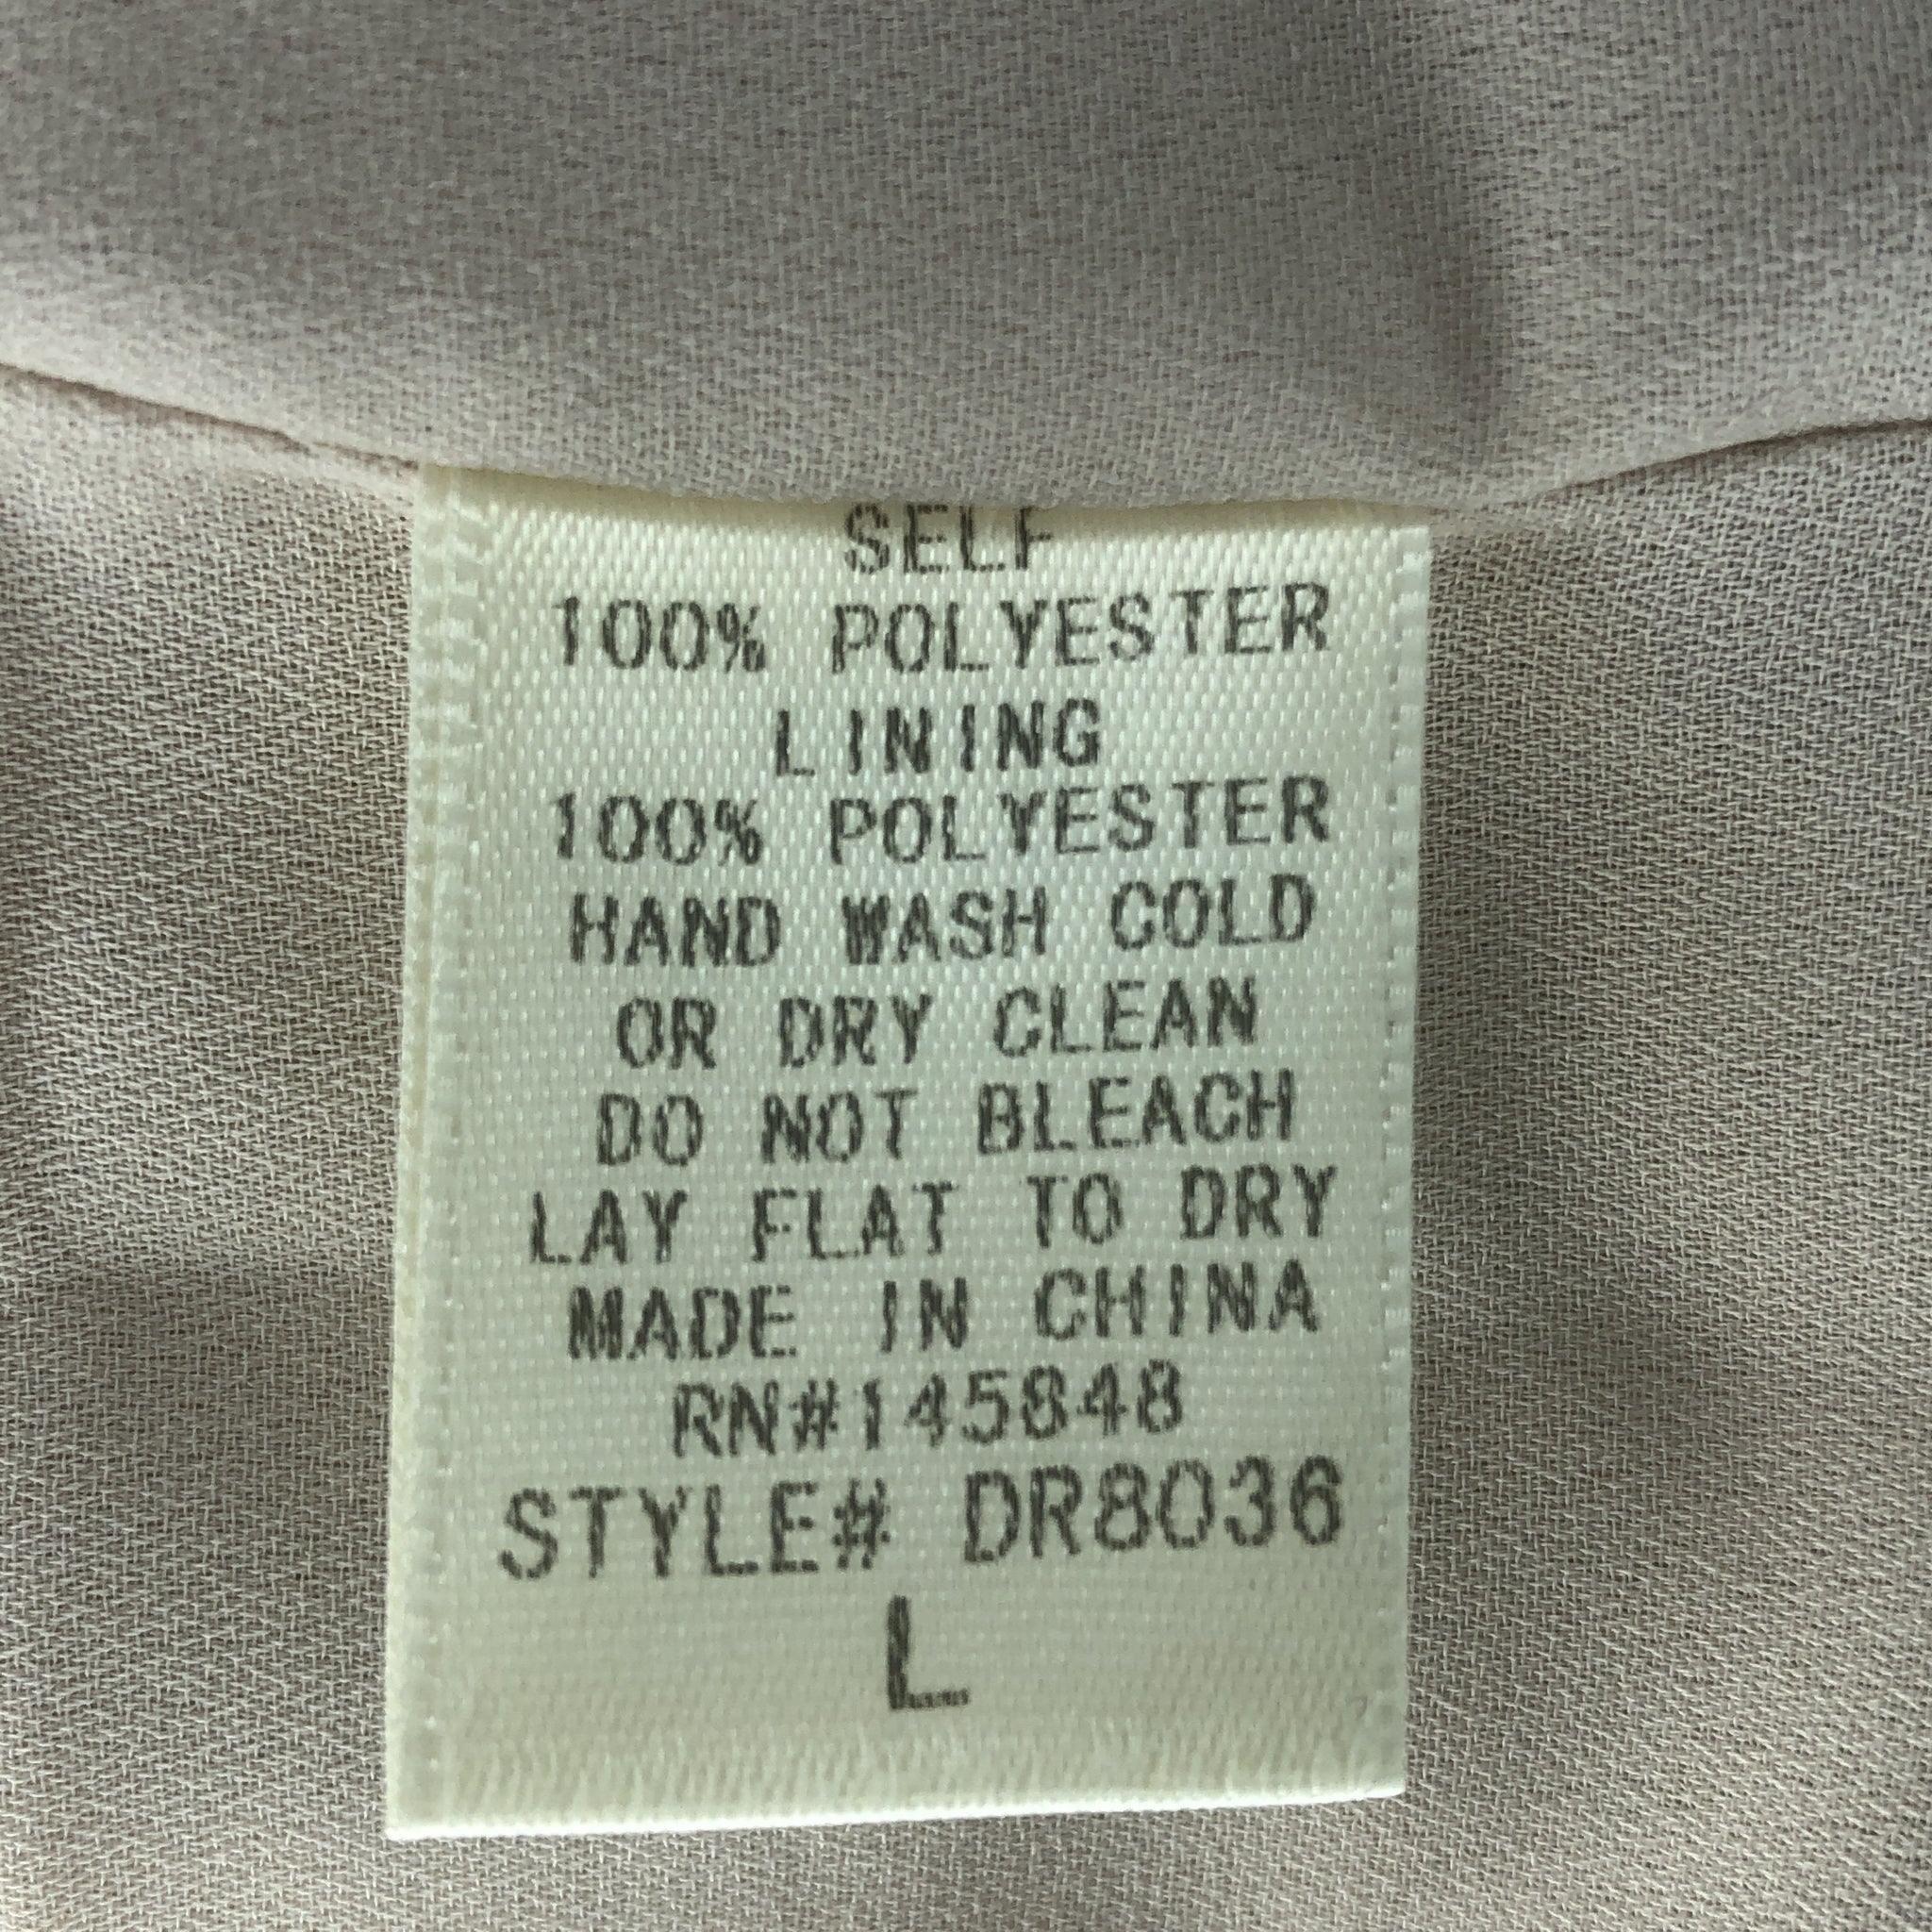 SELF
100% POLYESTER
LINING
100% POLYESTER
HAND WASH COLD
OR DRY CLEAN
DO NOT BLEACH
LAY FLAT TO DRY
MADE IN CHINA
RN#145848
STYLE# DR8036
L